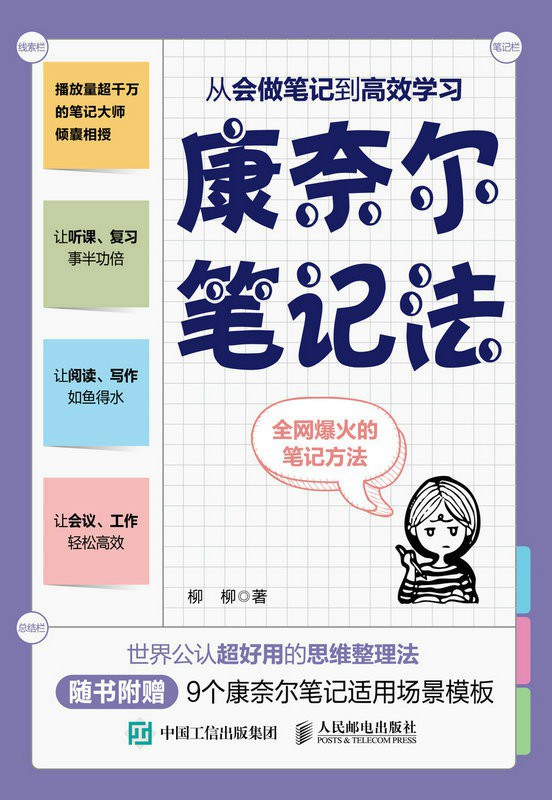 线索栏
笔记栏
播放量超千万
的笔记大师
倾囊相授
让听课、复习
事半功倍
让阅读、写作
如鱼得水
让会议、工作
轻松高效
从会做笔记到高效学习
康奈尔
笔记法
全网爆火的
笔记方法
柳 柳◎著
总结栏
世界公认超好用的思维整理法
随书附赠 9个康奈尔笔记适用场景模板
中国工信出版集团
人民邮电出版社
POSTS & TELECOM PRESS